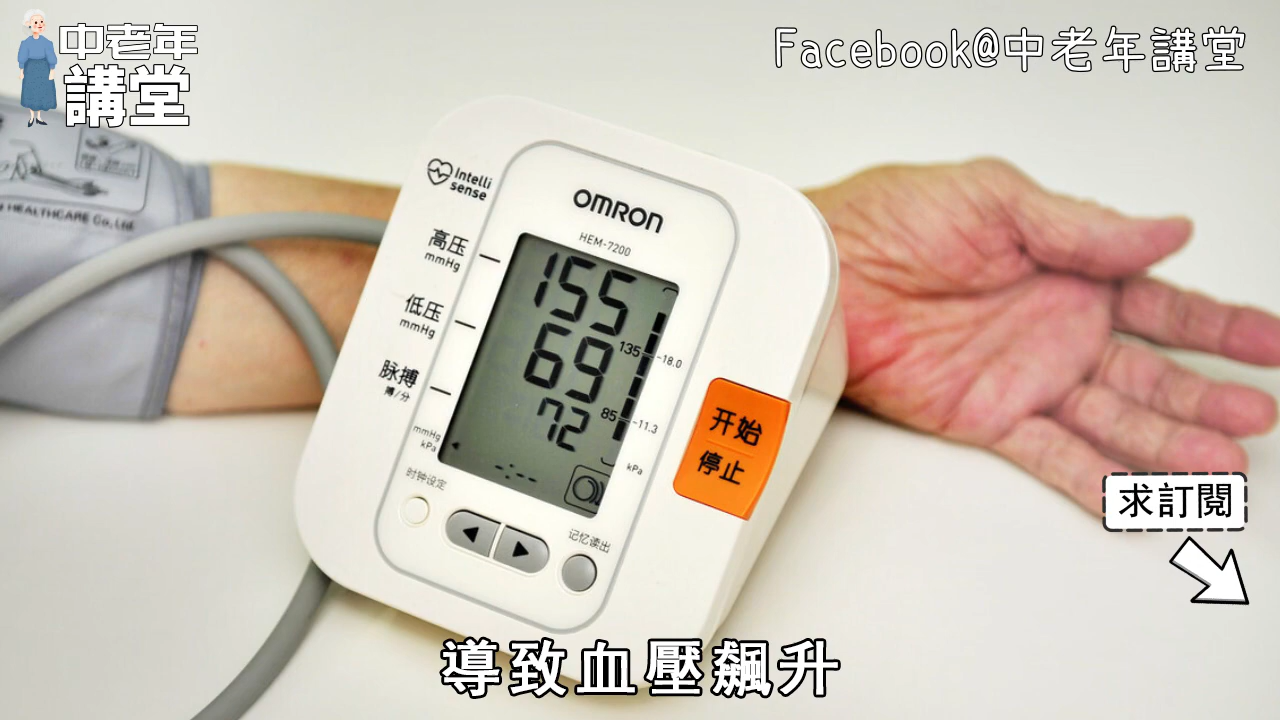 中老年
講堂
Facebook@中老年講堂
HEALTHCARE Co.,Ltd.
Intelli
sense
OMRON
HEM-7200
高压
mmHg
155
低压
mmHg
69
135
18.0
脉搏
搏/分
72
85
11.3
mmHg
kPa
kPa
开始
停止
时钟设定
记忆读出
求訂閱
導致血壓飆升